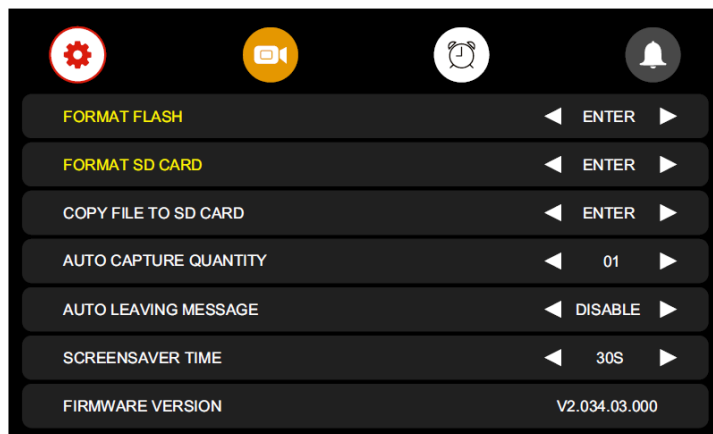 FORMAT FLASH ENTER
FORMAT SD CARD ENTER
COPY FILE TO SD CARD ENTER
AUTO CAPTURE QUANTITY 01
AUTO LEAVING MESSAGE DISABLE
SCREENSAVER TIME 30S
FIRMWARE VERSION V2.034.03.000